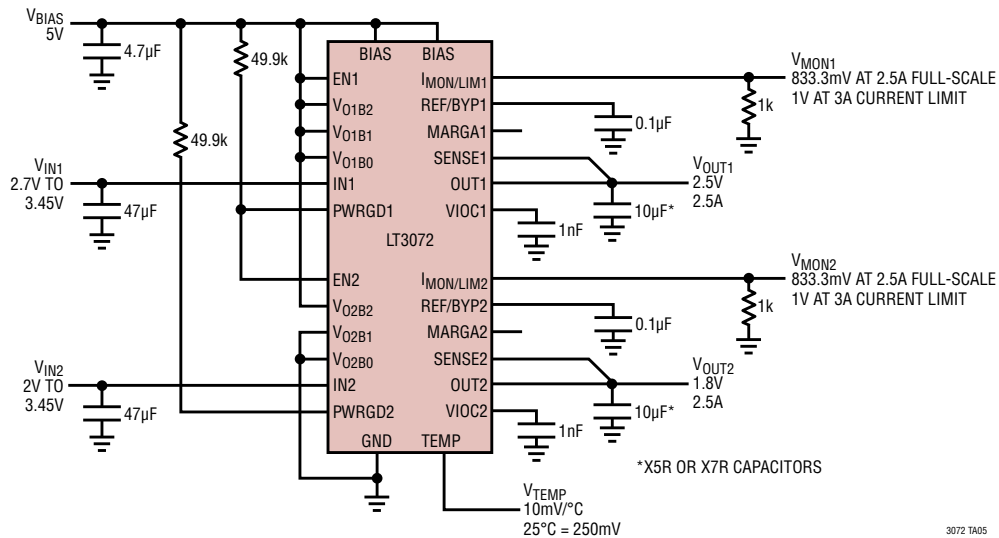 VBIAS
5V
4.7µF
49.9k
49.9k
VIN1
2.7V TO
3.45V
47µF
VIN2
2V TO
3.45V
47µF
BIAS BIAS
EN1
VO1B2
VO1B1
VO1B0
IN1
PWRGD1
EN2
VO2B2
VO2B1
VO2B0
IN2
PWRGD2
LT3072
GND TEMP
IMON/LIM1
REF/BYP1
MARGA1
SENSE1
OUT1
VIOC1
IMON/LIM2
REF/BYP2
MARGA2
SENSE2
OUT2
VIOC2
VMON1
833.3mV AT 2.5A FULL-SCALE
1V AT 3A CURRENT LIMIT
1k
0.1µF
VOUT1
2.5V
2.5A
10µF*
1nF
VMON2
833.3mV AT 2.5A FULL-SCALE
1V AT 3A CURRENT LIMIT
1k
0.1µF
VOUT2
1.8V
2.5A
10µF*
1nF
*X5R OR X7R CAPACITORS
VTEMP
10mV/°C
25°C = 250mV
3072 TA05